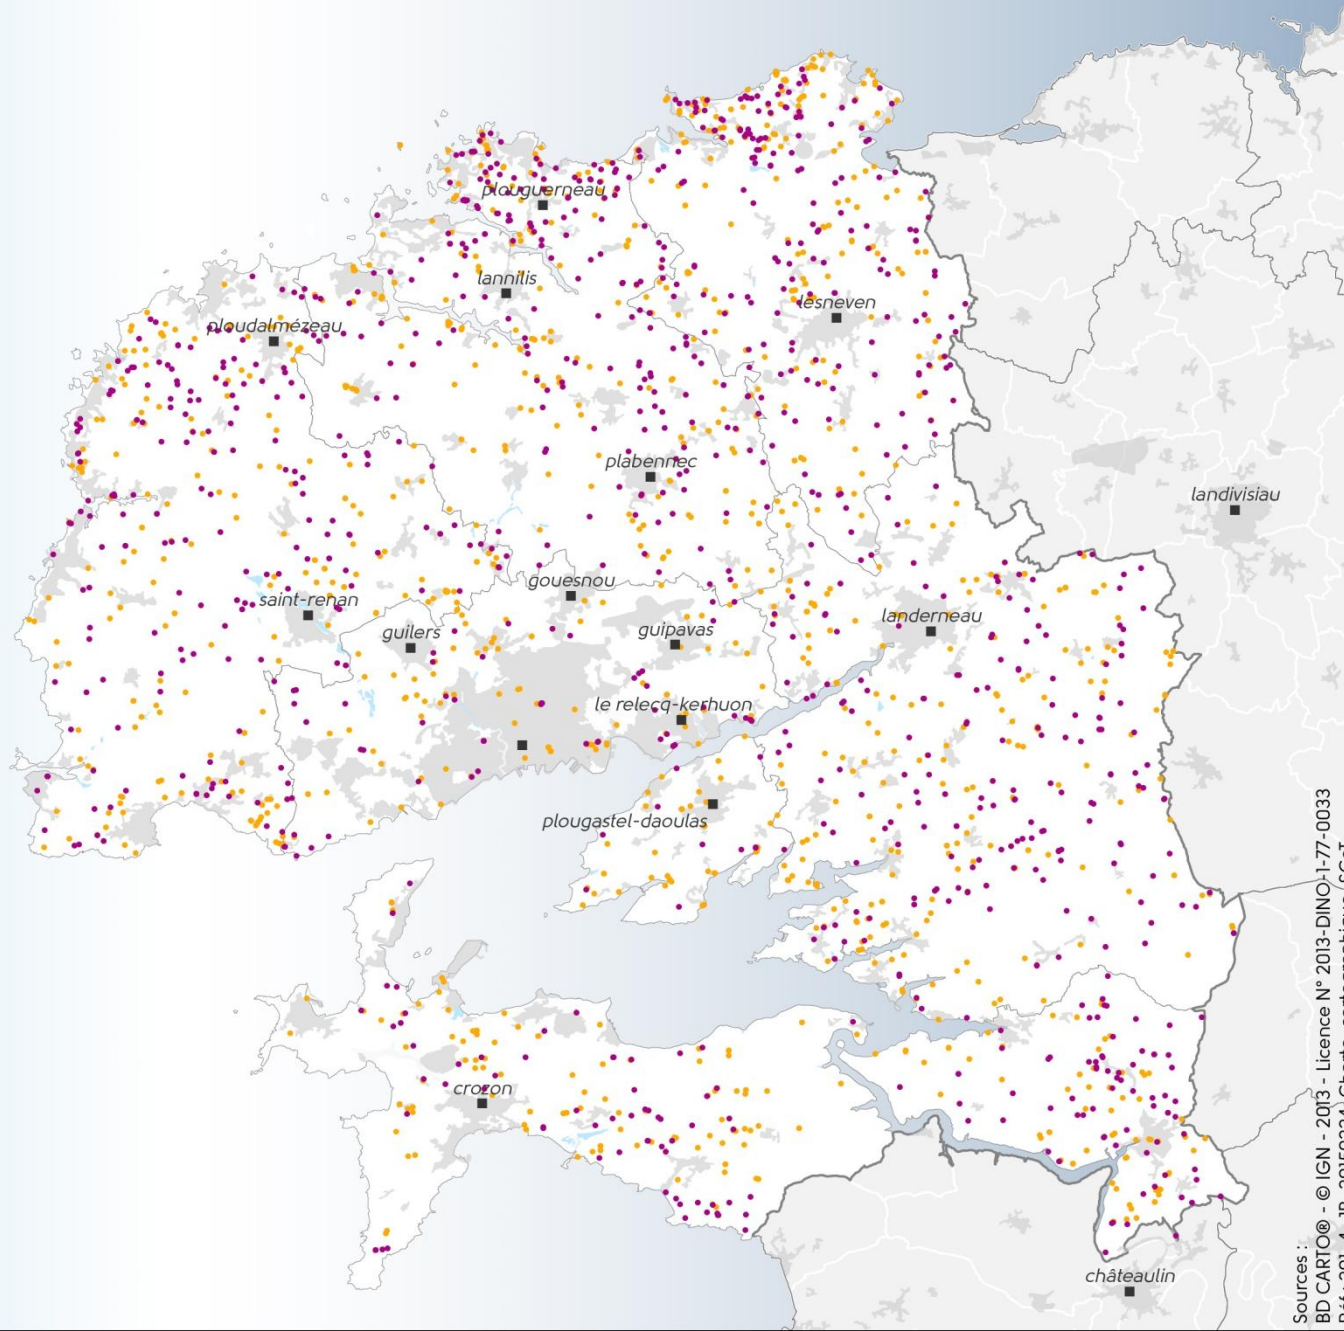 plouguerneau
lannilis
lesneven
ploudalmézeau
plabennec
landivisiau
gouesnou
saint-renan
guilers
guipavas
landerneau
le relecq-kerhuon
plougastel-daoulas
crozon
châteaulin
Sources :
BD CARTO® - © IGN - 2013 - Licence N° 2013-DINO-1-77-0033